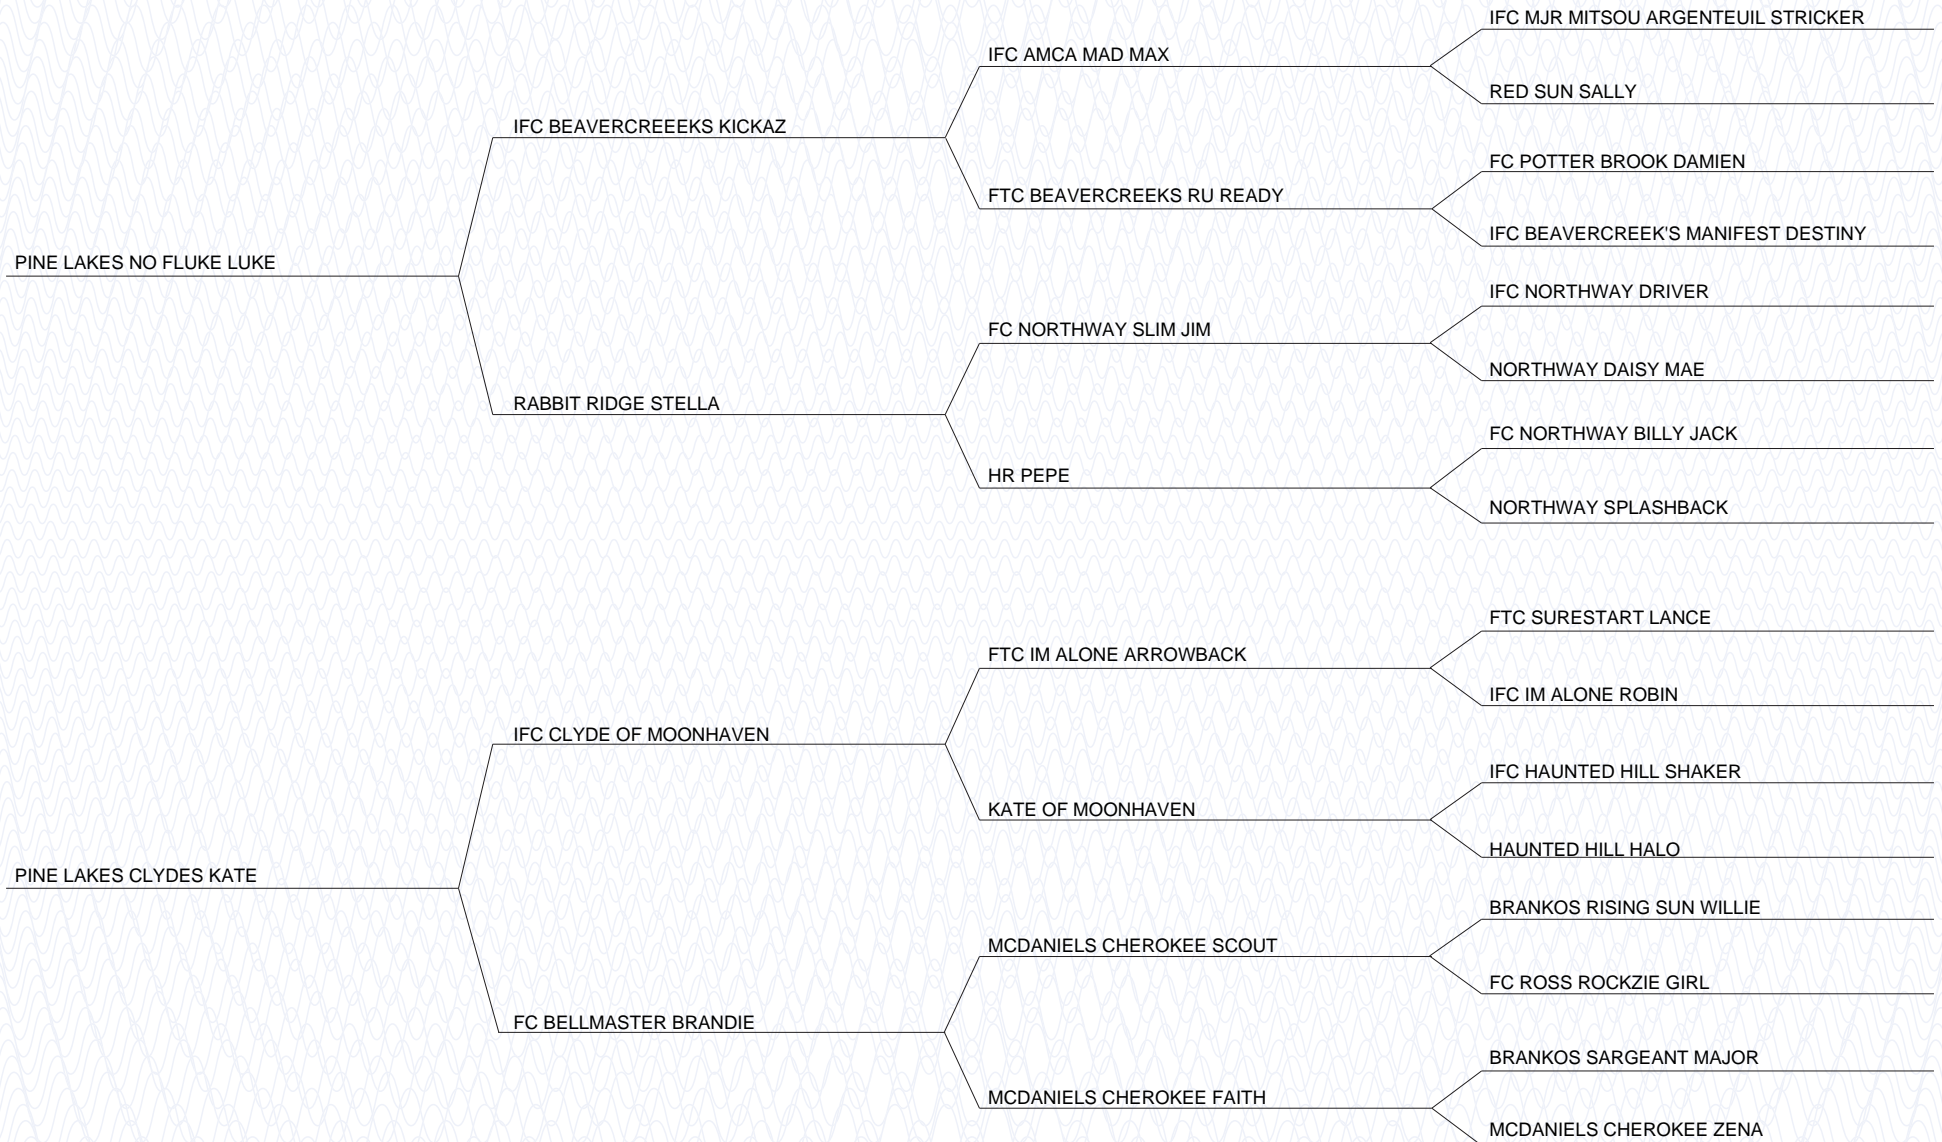 IFC MJR MITSOU ARGENTEUIL STRICKER
IFC AMCA MAD MAX
RED SUN SALLY
IFC BEAVERCREEEKS KICKAZ
FC POTTER BROOK DAMIEN
FTC BEAVERCREEKS RU READY
IFC BEAVERCREEK'S MANIFEST DESTINY
PINE LAKES NO FLUKE LUKE
IFC NORTHWAY DRIVER
FC NORTHWAY SLIM JIM
NORTHWAY DAISY MAE
RABBIT RIDGE STELLA
FC NORTHWAY BILLY JACK
HR PEPE
NORTHWAY SPLASHBACK
FTC SURESTART LANCE
FTC IM ALONE ARROWBACK
IFC IM ALONE ROBIN
IFC CLYDE OF MOONHAVEN
IFC HAUNTED HILL SHAKER
KATE OF MOONHAVEN
HAUNTED HILL HALO
PINE LAKES CLYDES KATE
BRANKOS RISING SUN WILLIE
MCDANIELS CHEROKEE SCOUT
FC ROSS ROCKZIE GIRL
FC BELLMASTER BRANDIE
BRANKOS SARGEANT MAJOR
MCDANIELS CHEROKEE FAITH
MCDANIELS CHEROKEE ZENA